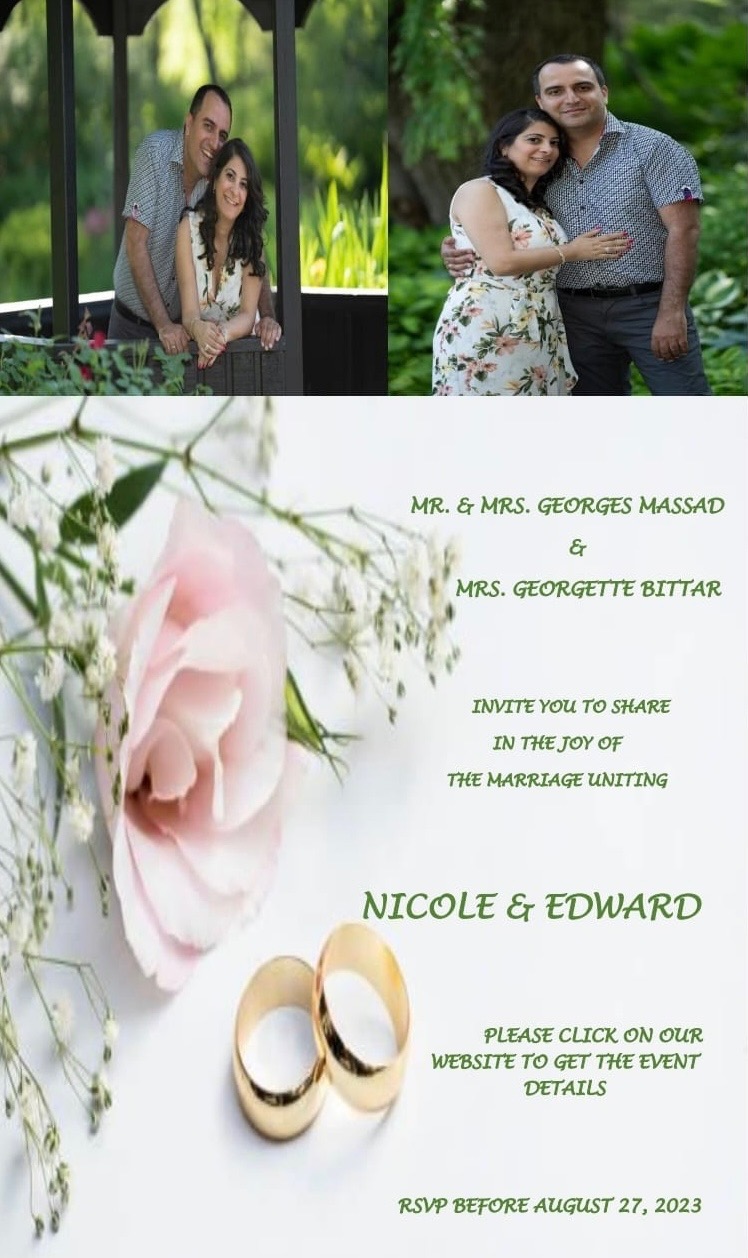 MR. & MRS. GEORGES MASSAD
&
MRS. GEORGETTE BITTAR
INVITE YOU TO SHARE
IN THE JOY OF
THE MARRIAGE UNITING
NICOLE & EDWARD
PLEASE CLICK ON OUR
WEBSITE TO GET THE EVENT
DETAILS
RSVP BEFORE AUGUST 27, 2023